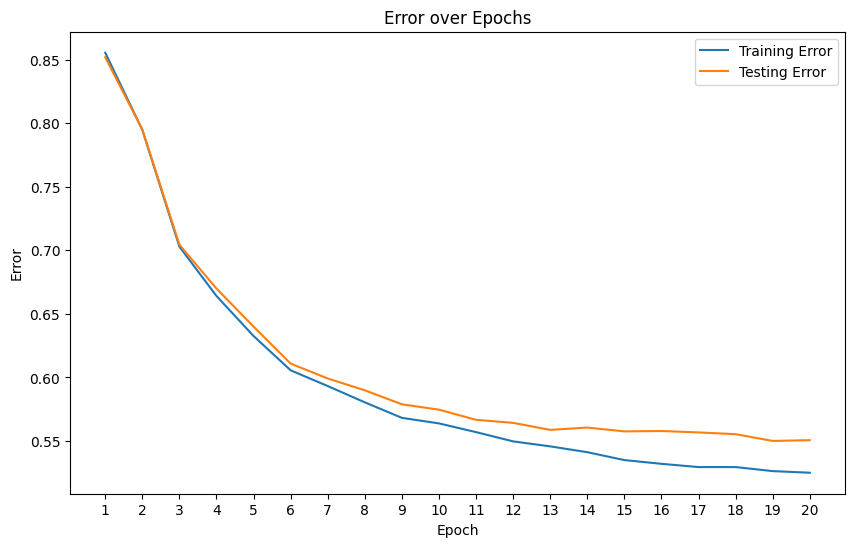 Error over Epochs
Training Error
Testing Error
0.85
0.80
0.75
0.70
0.65
0.60
0.55
Error
1 2 3 4 5 6 7 8 9 10 11 12 13 14 15 16 17 18 19 20
Epoch